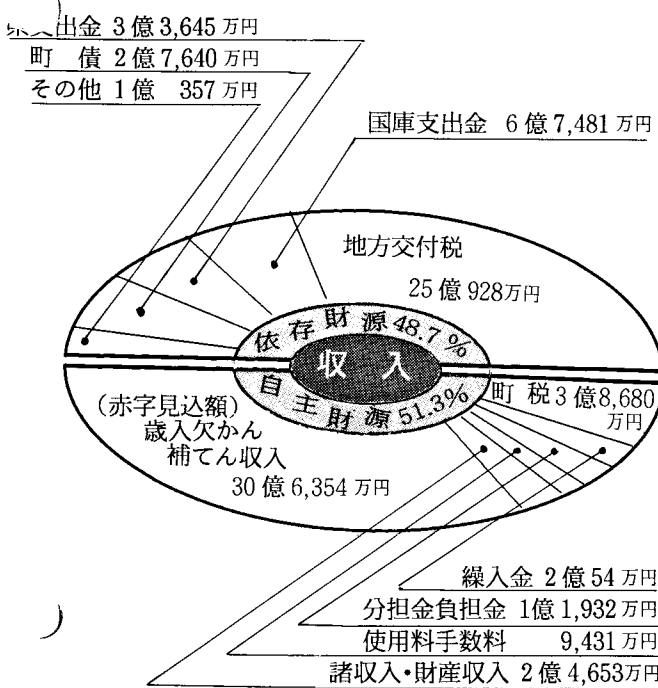 出金 3億3,645万円
町 債 2億7,640万円
その他 1億 357万円
国庫支出金 6億7,481万円
地方交付税
25億928万円
依存財源48.7%
収 入
自主財源51.3%
(赤字見込額)
歳入欠かん
補てん収入
30億6,354万円
町 税3億8,680
万円
繰入金 2億54万円
分担金負担金 1億1,932万円
使用料手数料 9,431万円
諸収入・財産収入 2億4,653万円